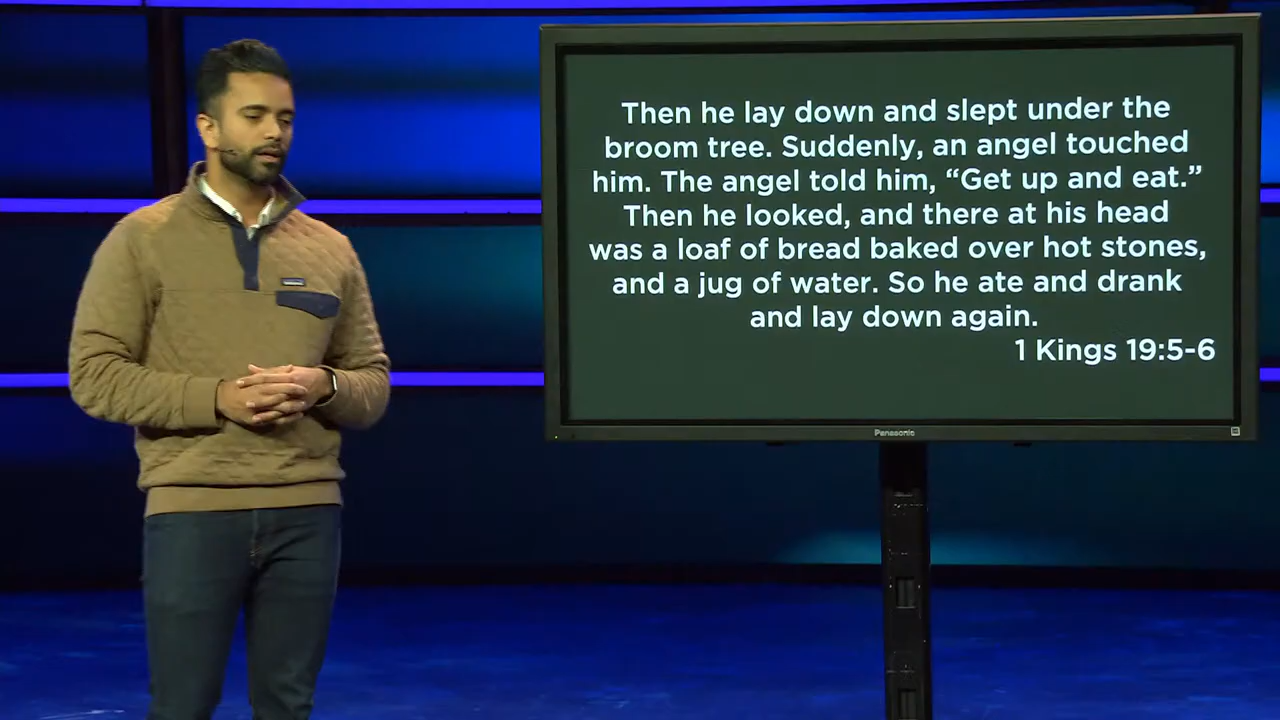 Then he lay down and slept under the
broom tree. Suddenly, an angel touched
him. The angel told him, “Get up and eat.”
Then he looked, and there at his head
was a loaf of bread baked over hot stones,
and a jug of water. So he ate and drank
and lay down again.
1 Kings 19:5-6
Panasonic